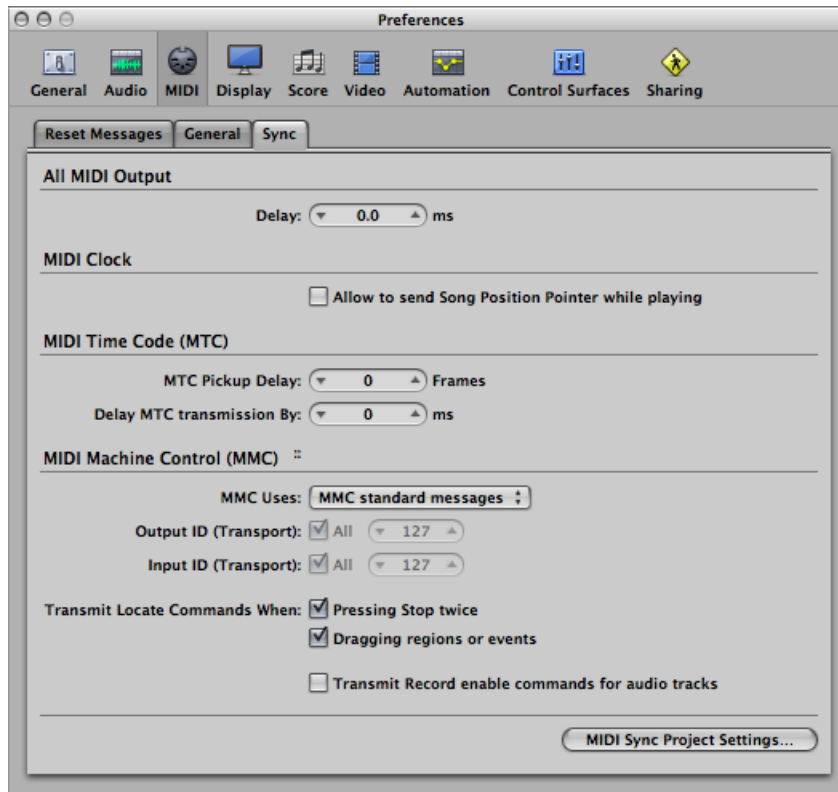 Preferences
General Audio MIDI Display Score Video Automation Control Surfaces Sharing
Reset Messages General Sync
All MIDI Output
Delay: 0.0 ms
MIDI Clock
Allow to send Song Position Pointer while playing
MIDI Time Code (MTC)
MTC Pickup Delay: 0 Frames
Delay MTC transmission By: 0 ms
MIDI Machine Control (MMC)
MMC Uses: MMC standard messages
Output ID (Transport): All 127
Input ID (Transport): All 127
Transmit Locate Commands When: Pressing Stop twice
Dragging regions or events
Transmit Record enable commands for audio tracks
MIDI Sync Project Settings...